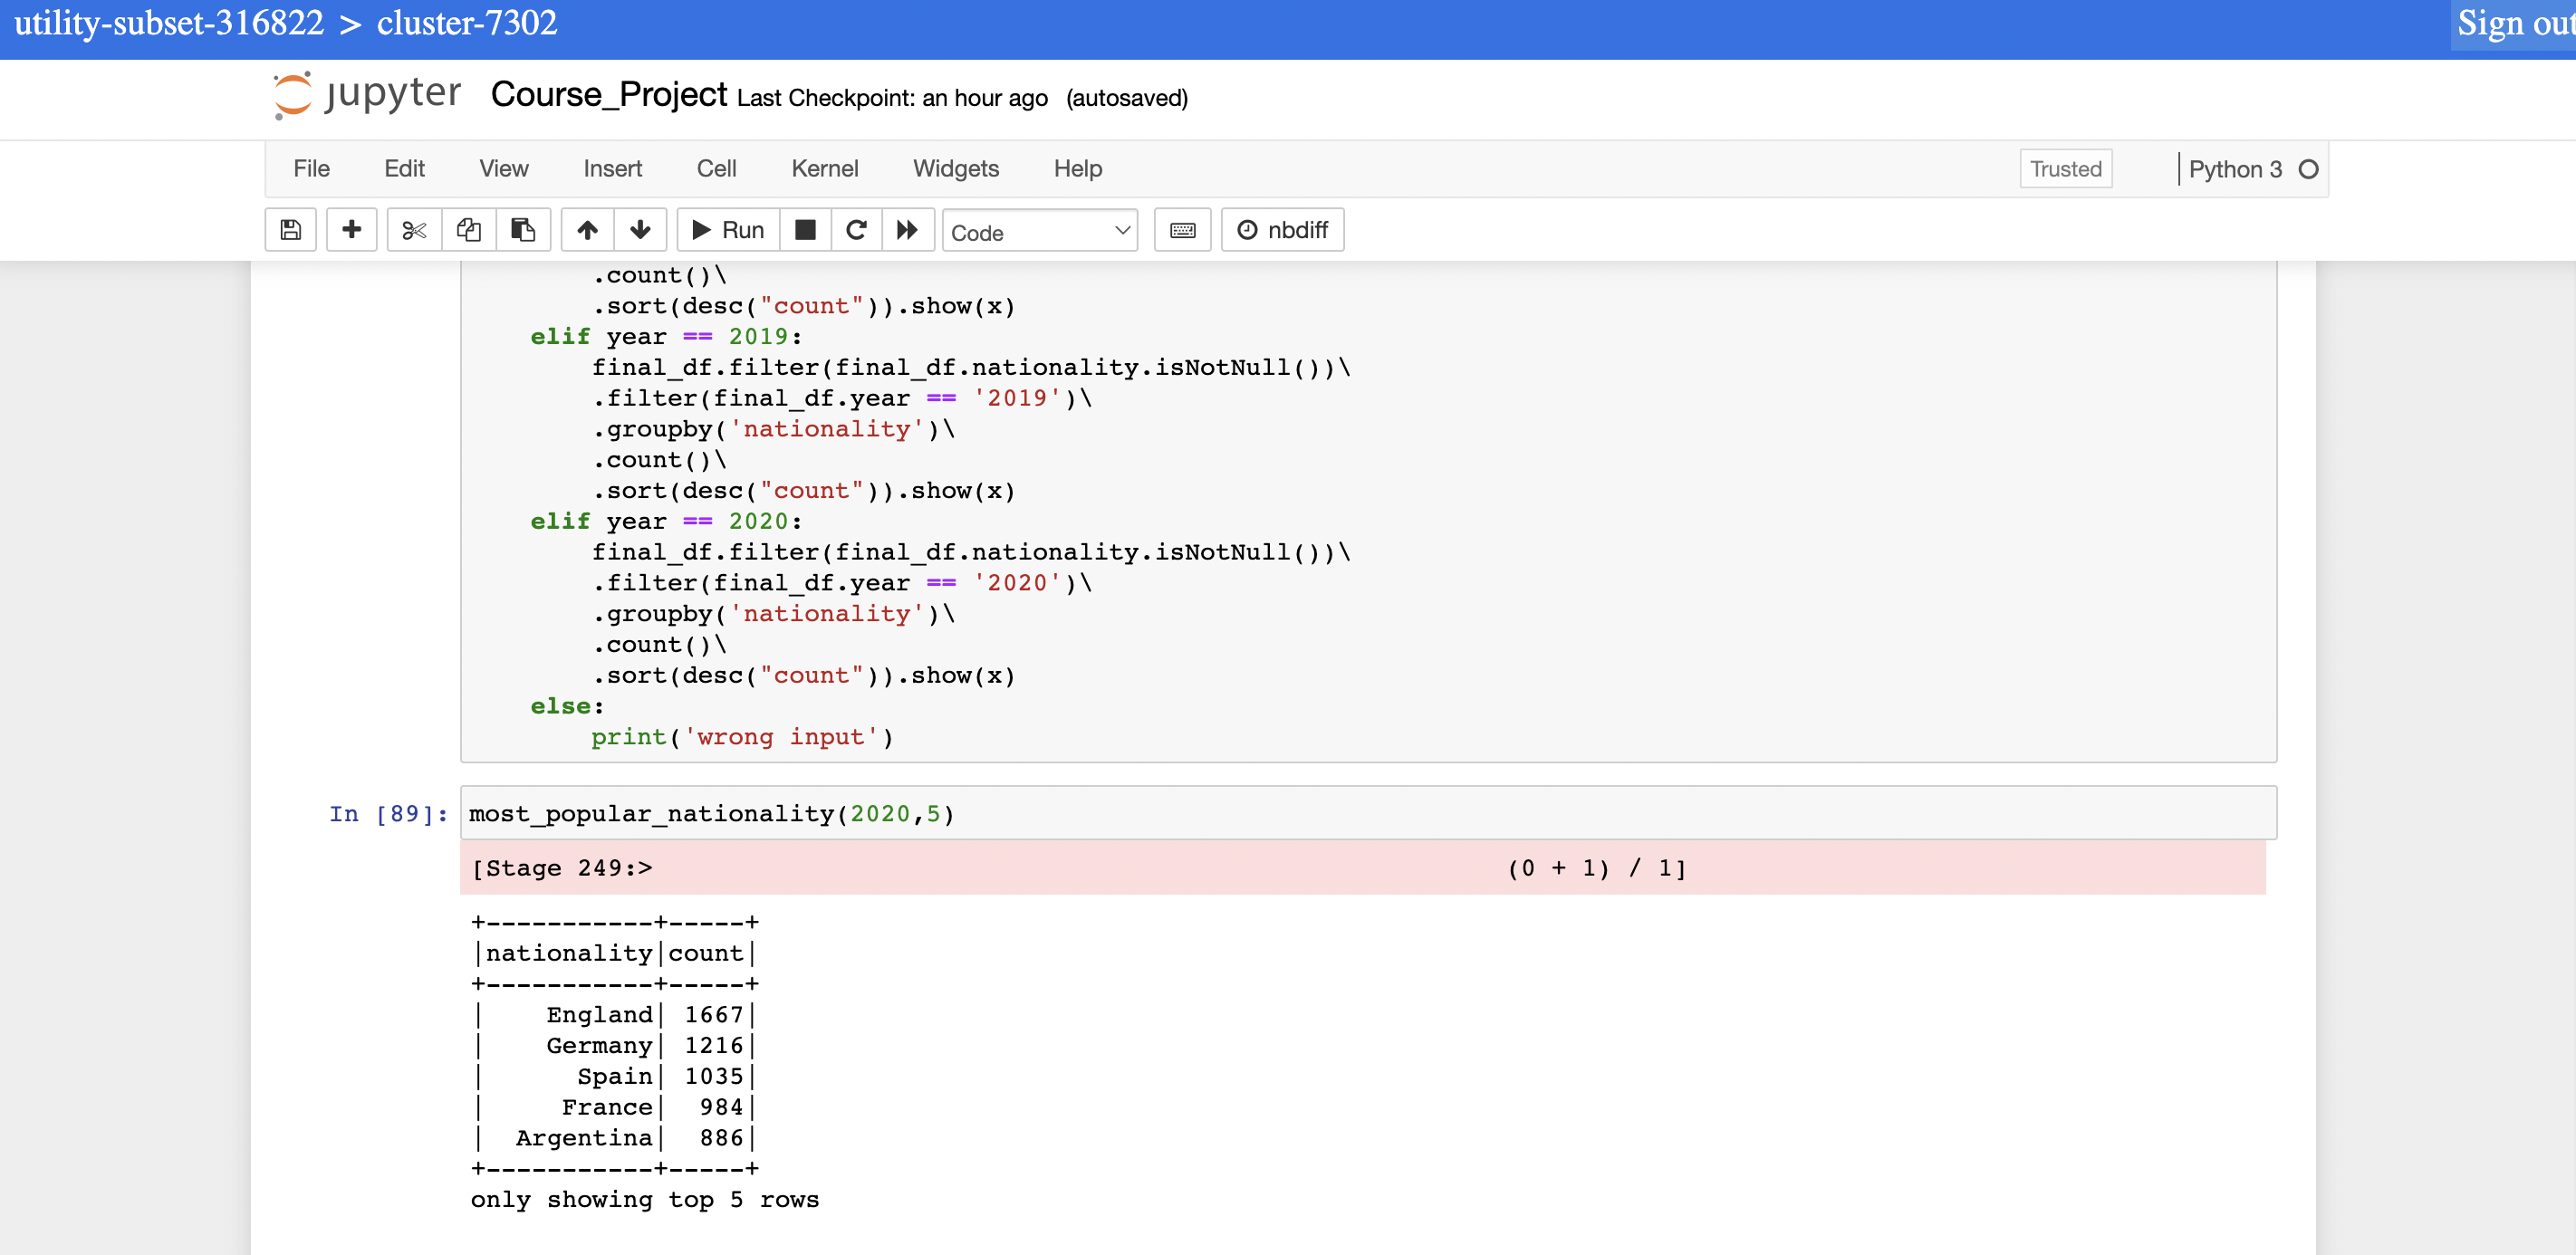 utility-subset-316822 > cluster-7302 Sign out
jupyter Course_Project Last Checkpoint: an hour ago (autosaved)
File Edit View Insert Cell Kernel Widgets Help Trusted Python 3
Run Code nbdiff
        .count()\
        .sort(desc("count")).show(x)
    elif year == 2019:
        final_df.filter(final_df.nationality.isNotNull())\
        .filter(final_df.year == '2019')\
        .groupby('nationality')\
        .count()\
        .sort(desc("count")).show(x)
    elif year == 2020:
        final_df.filter(final_df.nationality.isNotNull())\
        .filter(final_df.year == '2020')\
        .groupby('nationality')\
        .count()\
        .sort(desc("count")).show(x)
    else:
        print('wrong input')
In [89]: most_popular_nationality(2020,5)
[Stage 249:> (0 + 1) / 1]
+-----------+-----+
|nationality|count|
+-----------+-----+
|    England| 1667|
|    Germany| 1216|
|      Spain| 1035|
|     France|  984|
|  Argentina|  886|
+-----------+-----+
only showing top 5 rows